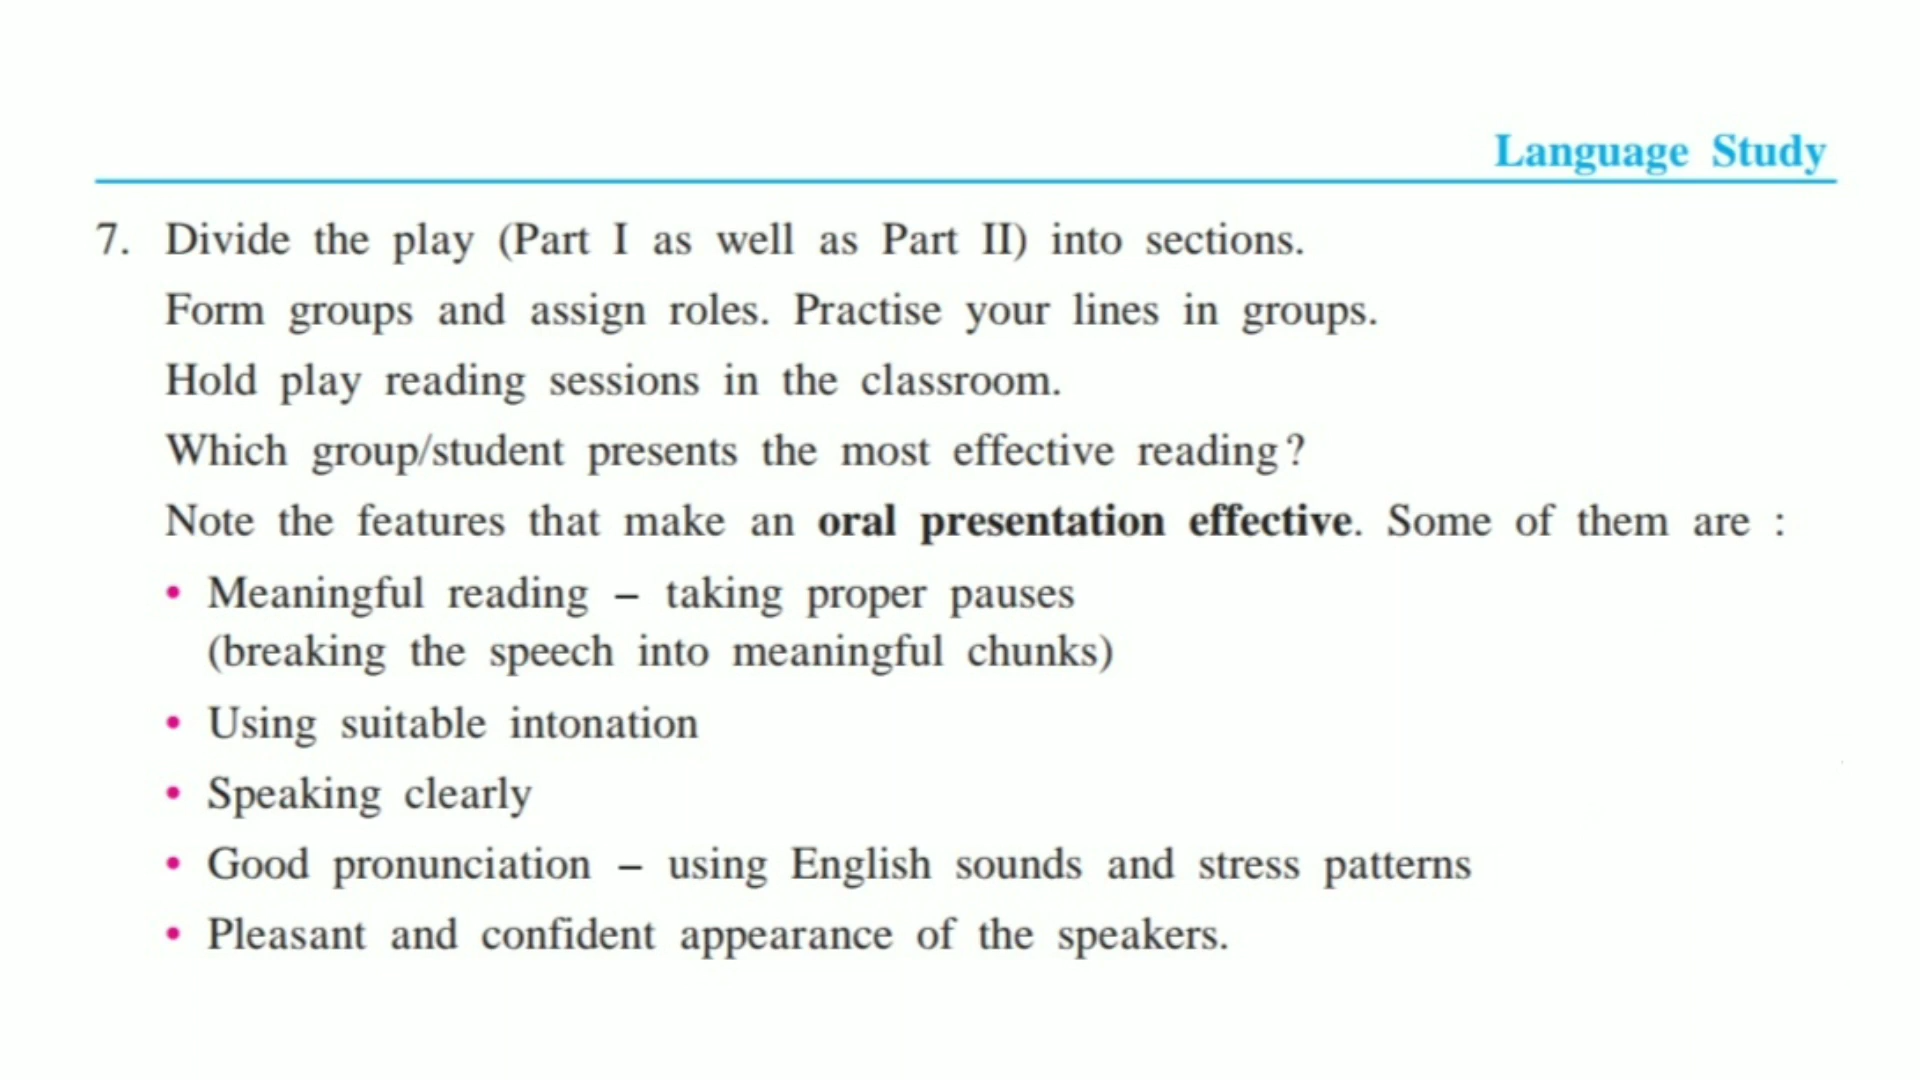 Language Study
7. Divide the play (Part I as well as Part II) into sections.
Form groups and assign roles. Practise your lines in groups.
Hold play reading sessions in the classroom.
Which group/student presents the most effective reading?
Note the features that make an oral presentation effective. Some of them are :
• Meaningful reading – taking proper pauses
(breaking the speech into meaningful chunks)
• Using suitable intonation
• Speaking clearly
• Good pronunciation – using English sounds and stress patterns
• Pleasant and confident appearance of the speakers.